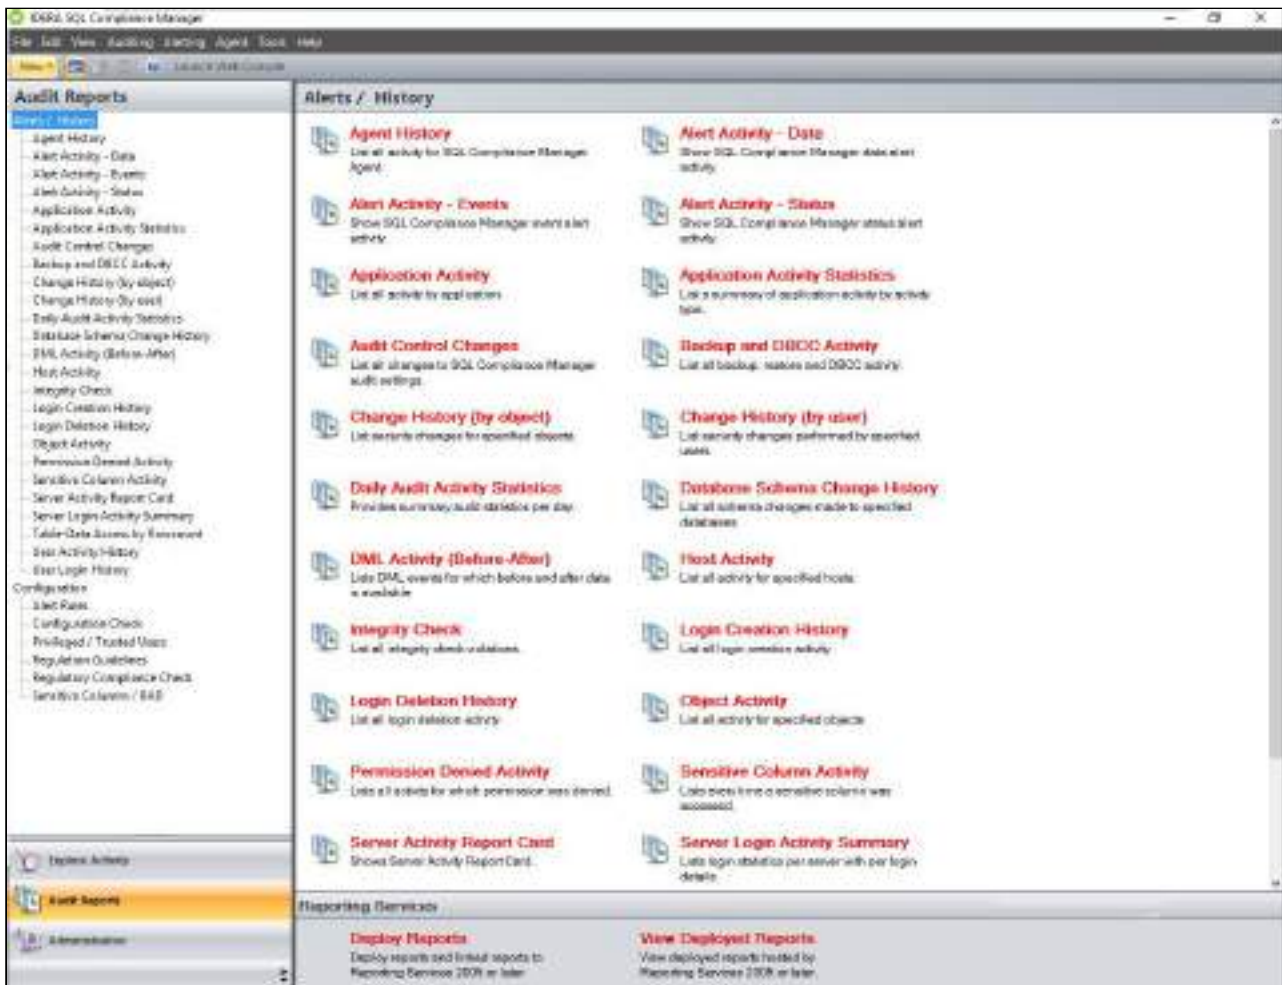 IDERA SQL Compliance Manager
File Edit View Auditing Alerting Agent Tools Help
New Launch Web Console
Audit Reports
Alerts / History
Agent History
Alert Activity - Data
Alert Activity - Events
Alert Activity - Status
Application Activity
Application Activity Statistics
Audit Control Changes
Backup and DBCC Activity
Change History (by object)
Change History (by user)
Daily Audit Activity Statistics
Database Schema Change History
DML Activity (Before-After)
Host Activity
Integrity Check
Login Creation History
Login Deletion History
Object Activity
Permission Denied Activity
Sensitive Column Activity
Server Activity Report Card
Server Login Activity Summary
Table-Data Access by Rowcount
User Activity History
User Login History
Configuration
Alert Rules
Configuration Check
Privileged / Trusted Users
Regulation Guidelines
Regulatory Compliance Check
Sensitive Columns / BAD
Explore Activity
Audit Reports
Administration
Alerts / History
Agent History
List all activity for SQL Compliance Manager
Agent.
Alert Activity - Data
Show SQL Compliance Manager data alert
activity.
Alert Activity - Events
Show SQL Compliance Manager event alert
activity.
Alert Activity - Status
Show SQL Compliance Manager status alert
activity.
Application Activity
List all activity by application.
Application Activity Statistics
List a summary of application activity by activity
type.
Audit Control Changes
List all changes to SQL Compliance Manager
audit settings.
Backup and DBCC Activity
List all backup, restore and DBCC activity.
Change History (by object)
List security changes for specified objects.
Change History (by user)
List security changes performed by specified
users.
Daily Audit Activity Statistics
Provides summary audit statistics per day.
Database Schema Change History
List all schema changes made to specified
databases.
DML Activity (Before-After)
Lists DML events for which before and after data
is available
Host Activity
List all activity for specified hosts.
Integrity Check
List all integrity check violations.
Login Creation History
List all login creation activity
Login Deletion History
List all login deletion activity
Object Activity
List all activity for specified objects
Permission Denied Activity
Lists all activity for which permission was denied.
Sensitive Column Activity
Lists every time a sensitive column was
accessed.
Server Activity Report Card
Shows Server Activity Report Card.
Server Login Activity Summary
Lists login statistics per server with per login
details.
Reporting Services
Deploy Reports
Deploy reports and linked reports to
Reporting Services 2005 or later
View Deployed Reports
View deployed reports hosted by
Reporting Services 2005 or later.